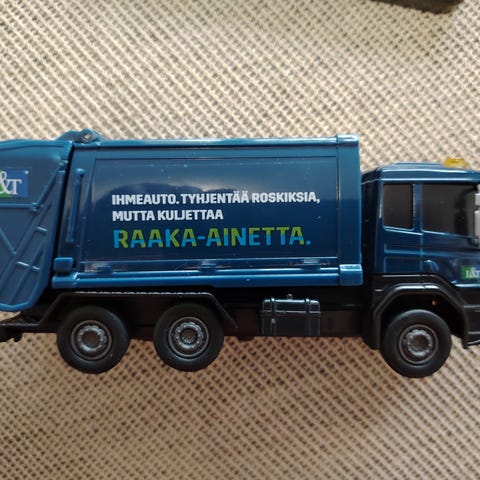 &T
IHMEAUTO. TYHJENTÄÄ ROSKIKSIA,
MUTTA KULJETTAA
RAAKA-AINETTA.
L&T